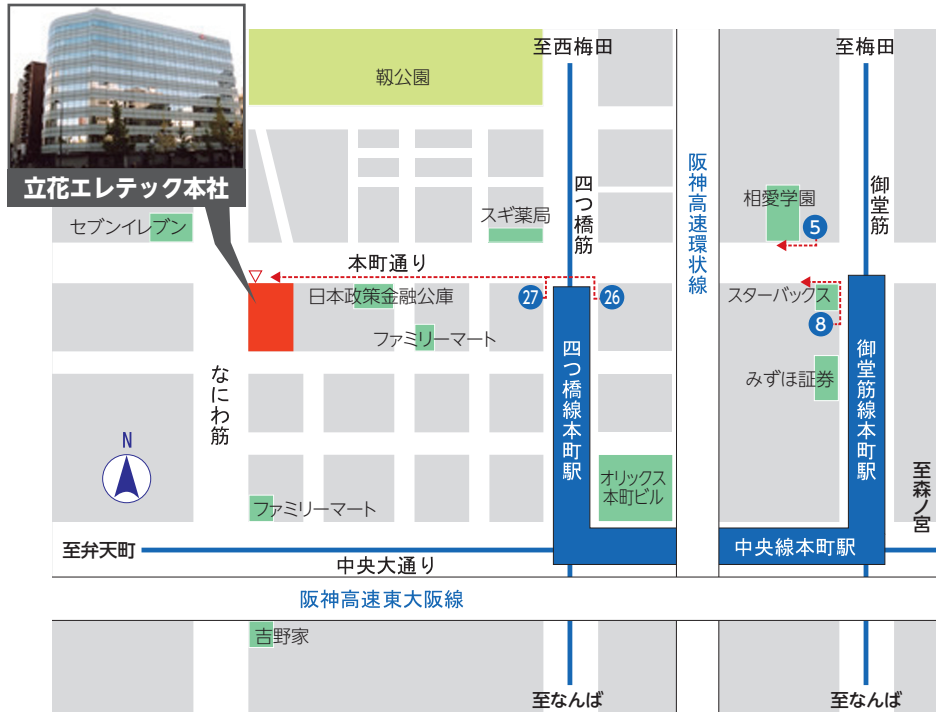 至西梅田
至梅田
靱公園
立花エレテック本社
セブンイレブン
スギ薬局
四つ橋筋
阪神高速環状線
相愛学園
御堂筋
5
本町通り
日本政策金融公庫
27
26
スターバックス
8
ファミリーマート
四つ橋線本町駅
みずほ証券
御堂筋線本町駅
なにわ筋
N
オリックス
本町ビル
至森ノ宮
ファミリーマート
至弁天町
中央線本町駅
中央大通り
阪神高速東大阪線
吉野家
至なんば
至なんば